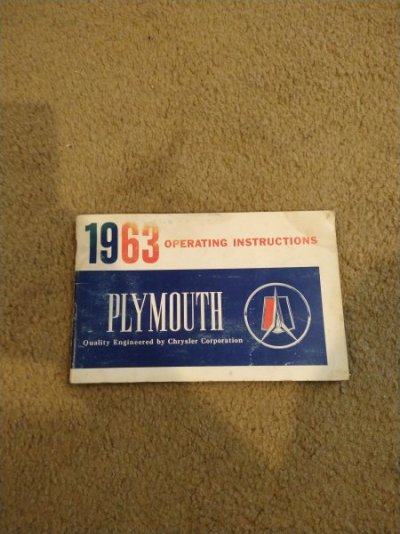 1963 OPERATING INSTRUCTIONS
PLYMOUTH
Quality Engineered by Chrysler Corporation